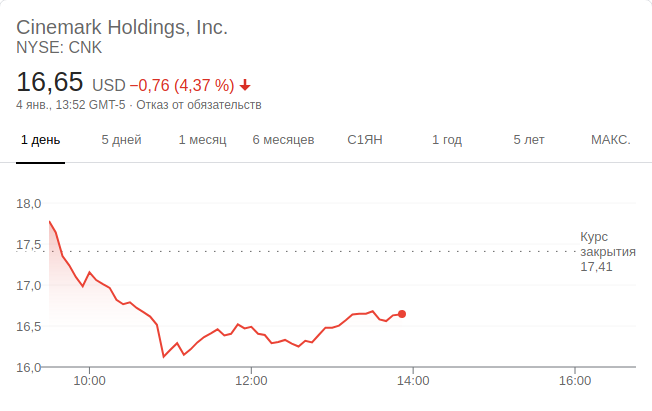 Cinemark Holdings, Inc.
NYSE: CNK
16,65 USD −0,76 (4,37 %)
4 янв., 13:52 GMT-5 · Отказ от обязательств
1 день 5 дней 1 месяц 6 месяцев С1ЯН 1 год 5 лет МАКС.
18,0
17,5
17,0
16,5
16,0
Курс
закрытия
17,41
10:00 12:00 14:00 16:00